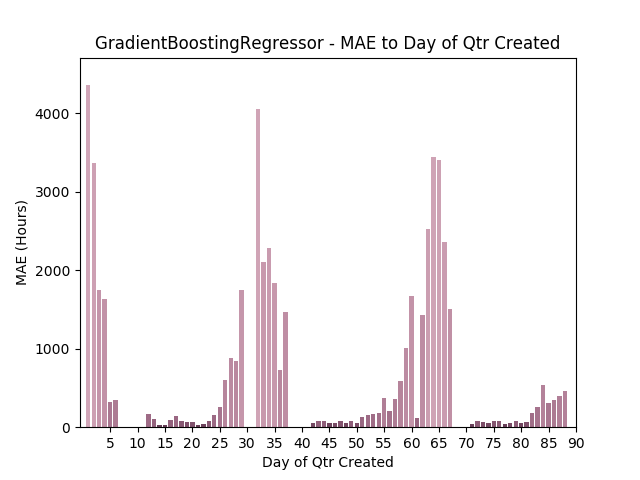 GradientBoostingRegressor - MAE to Day of Qtr Created
MAE (Hours)
4000
3000
2000
1000
0
5 10 15 20 25 30 35 40 45 50 55 60 65 70 75 80 85 90
Day of Qtr Created